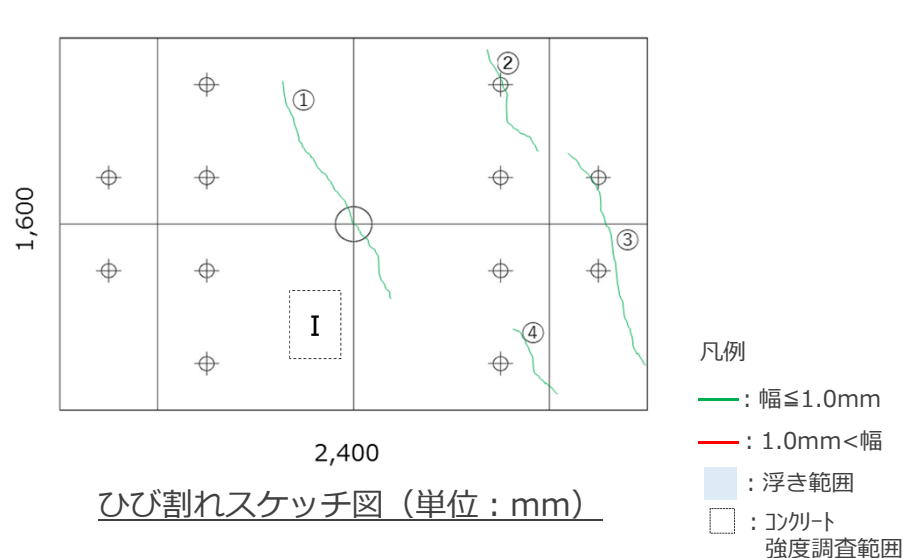 ①
②
③
④
I
1,600
2,400
ひび割れスケッチ図（単位：mm）
凡例
：幅≦1.0mm
：1.0mm<幅
：浮き範囲
：ｺﾝｸﾘｰﾄ
強度調査範囲